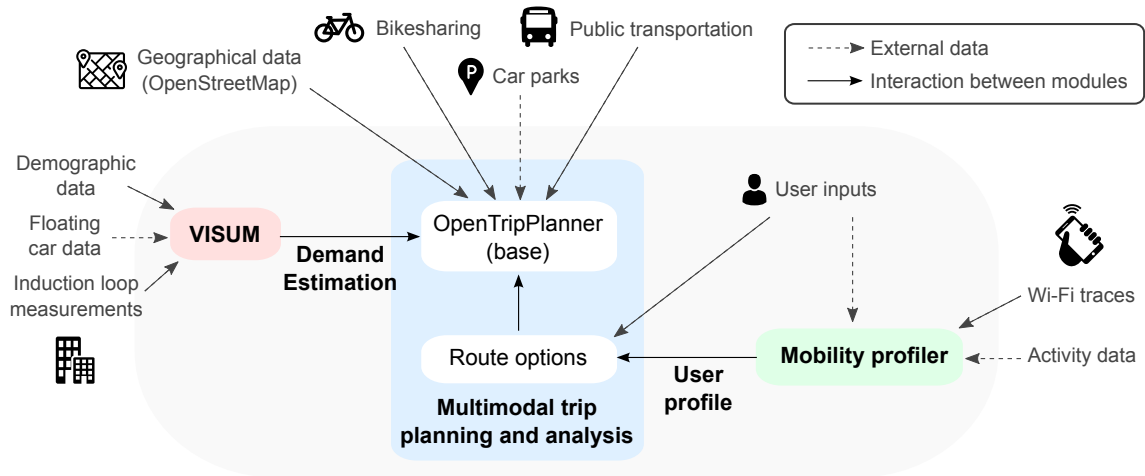 Bikesharing
Public transportation
Geographical data
(OpenStreetMap)
P
Car parks
External data
Interaction between modules
Demographic
data
Floating
car data
Induction loop
measurements
VISUM
Demand
Estimation
OpenTripPlanner
(base)
User inputs
Wi-Fi traces
Activity data
Route options
User
profile
Mobility profiler
Multimodal trip
planning and analysis